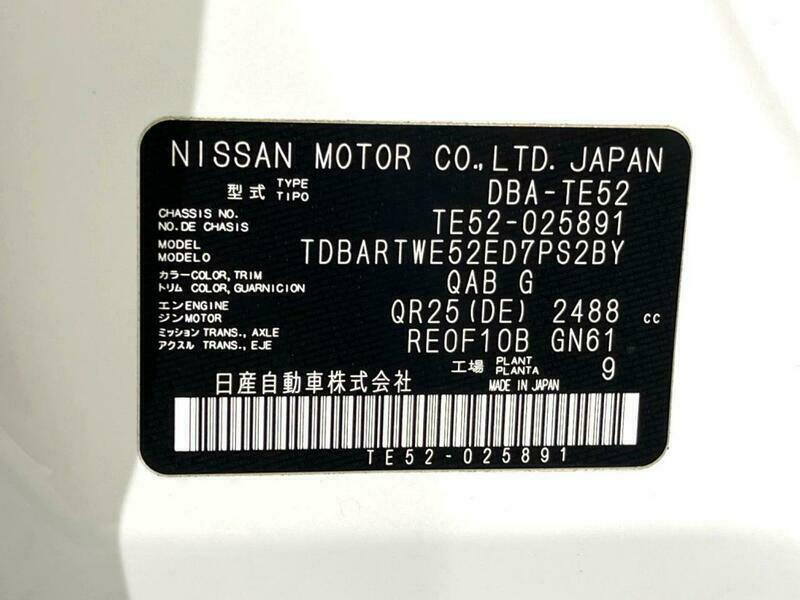 NISSAN MOTOR CO.,LTD. JAPAN
型式 TYPE TIPO DBA-TE52
CHASSIS NO. NO.DE CHASIS TE52-025891
MODEL MODELO TDBARTWE52ED7PS2BY
カラーCOLOR, TRIM トリム COLOR, GUARNICION QAB G
エンENGINE ジンMOTOR QR25(DE) 2488 cc
ミッション TRANS., AXLE アクスル TRANS., EJE RE0F10B GN61
工場 PLANT PLANTA 9
日産自動車株式会社 MADE IN JAPAN
TE52-025891